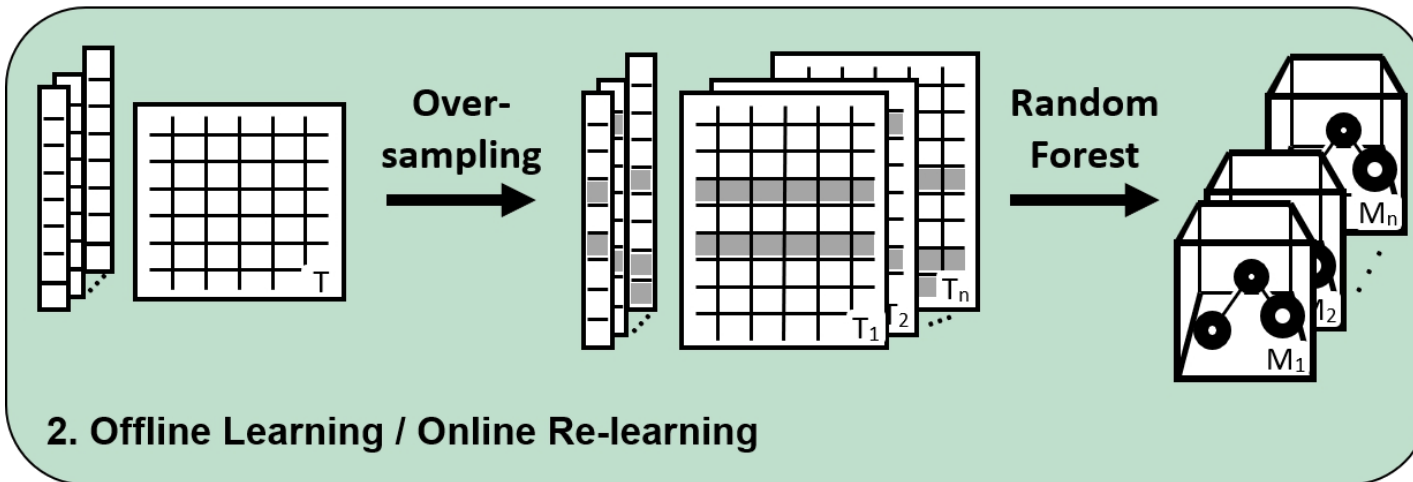 Over-
sampling
Random
Forest
T
T₁
T₂
Tₙ
M₁
M₂
Mₙ
2. Offline Learning / Online Re-learning